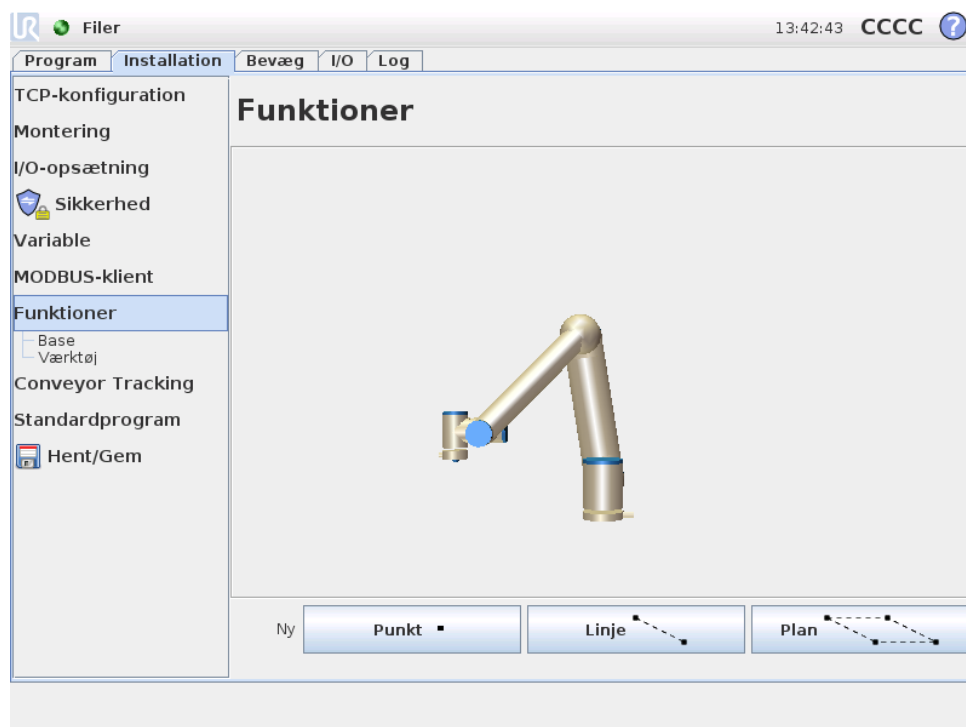 UR Filer 13:42:43 CCCC ?
Program Installation Bevæg I/O Log
TCP-konfiguration
Montering
I/O-opsætning
Sikkerhed
Variable
MODBUS-klient
Funktioner
Base
Værktøj
Conveyor Tracking
Standardprogram
Hent/Gem
Funktioner
Ny Punkt Linje Plan